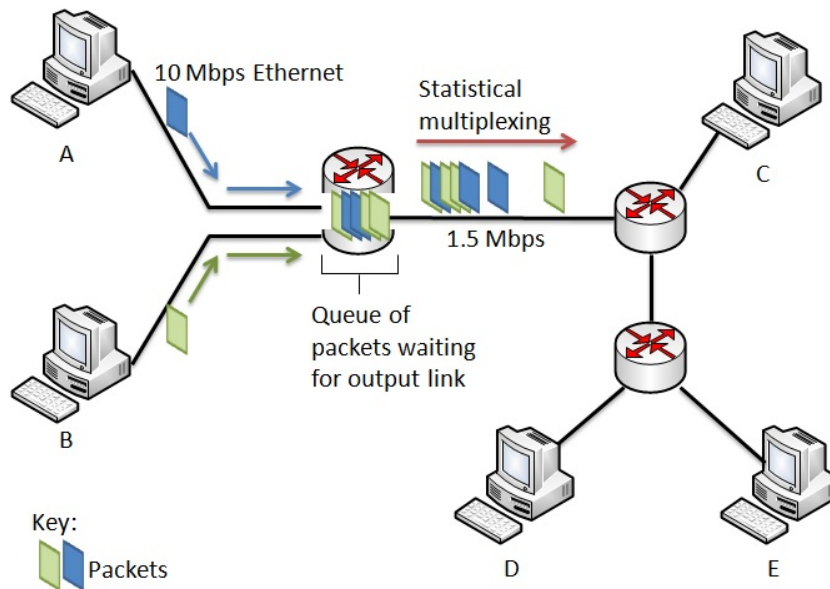 10 Mbps Ethernet
Statistical
multiplexing
A
C
1.5 Mbps
Queue of
packets waiting
for output link
B
D
E
Key:
Packets